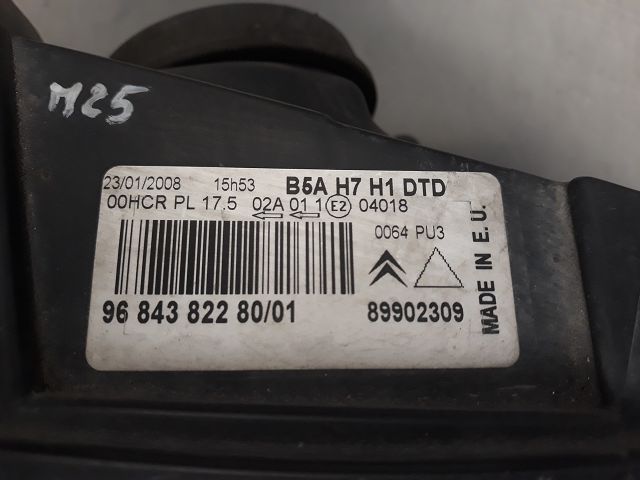 M25
23/01/2008 15h53 B5A H7 H1 DTD
00HCR PL 17.5 02A 01 1 E2 04018
0064 PU3
96 843 822 80/01 89902309
MADE IN E.U.